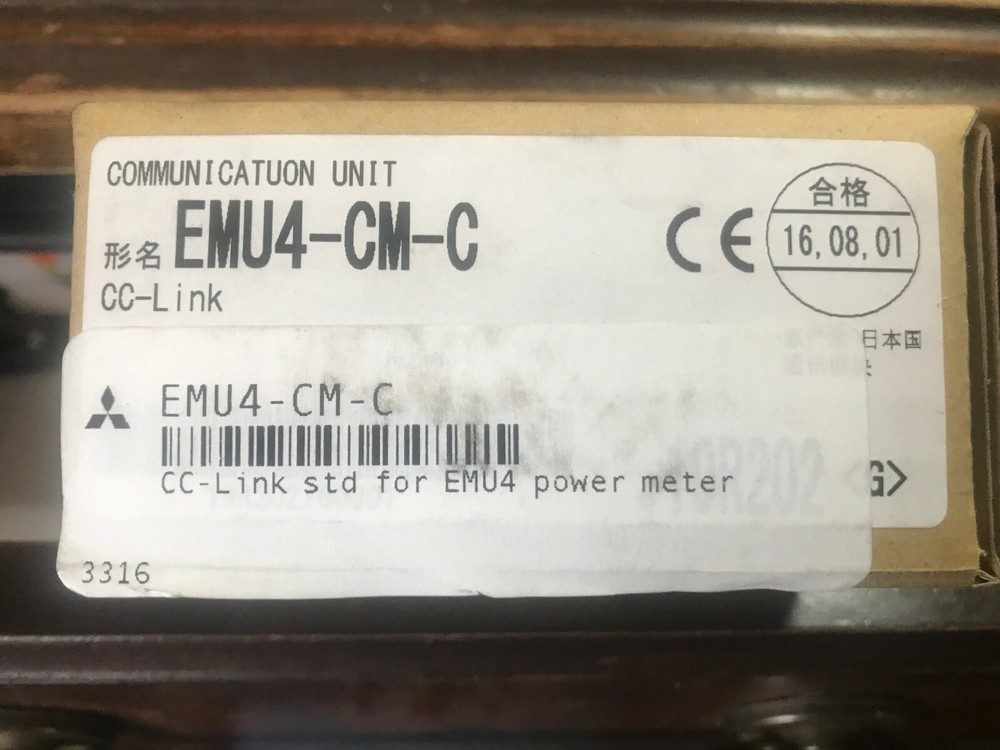 COMMUNICATUON UNIT
形名 EMU4-CM-C
CC-Link
CE
合格
16,08,01
日本国
EMU4-CM-C
CC-Link std for EMU4 power meter
G>
3316